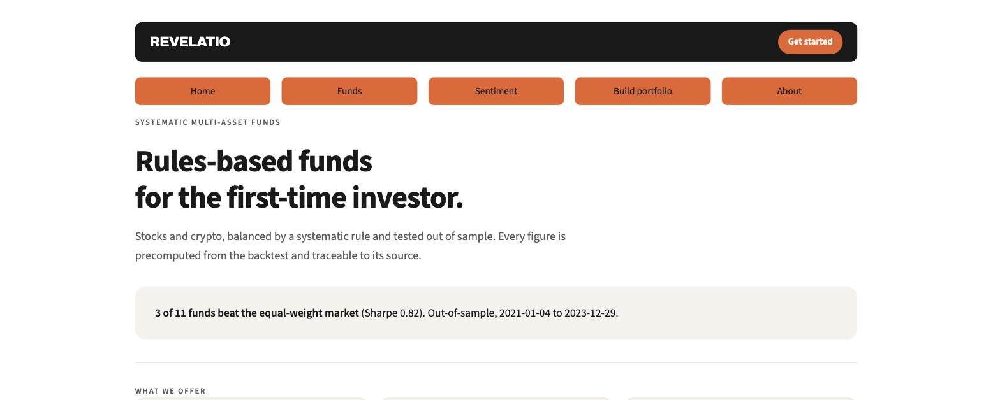 REVELATIO
Get started
Home
Funds
Sentiment
Build portfolio
About
SYSTEMATIC MULTI-ASSET FUNDS
Rules-based funds
for the first-time investor.
Stocks and crypto, balanced by a systematic rule and tested out of sample. Every figure is
precomputed from the backtest and traceable to its source.
3 of 11 funds beat the equal-weight market (Sharpe 0.82). Out-of-sample, 2021-01-04 to 2023-12-29.
WHAT WE OFFER